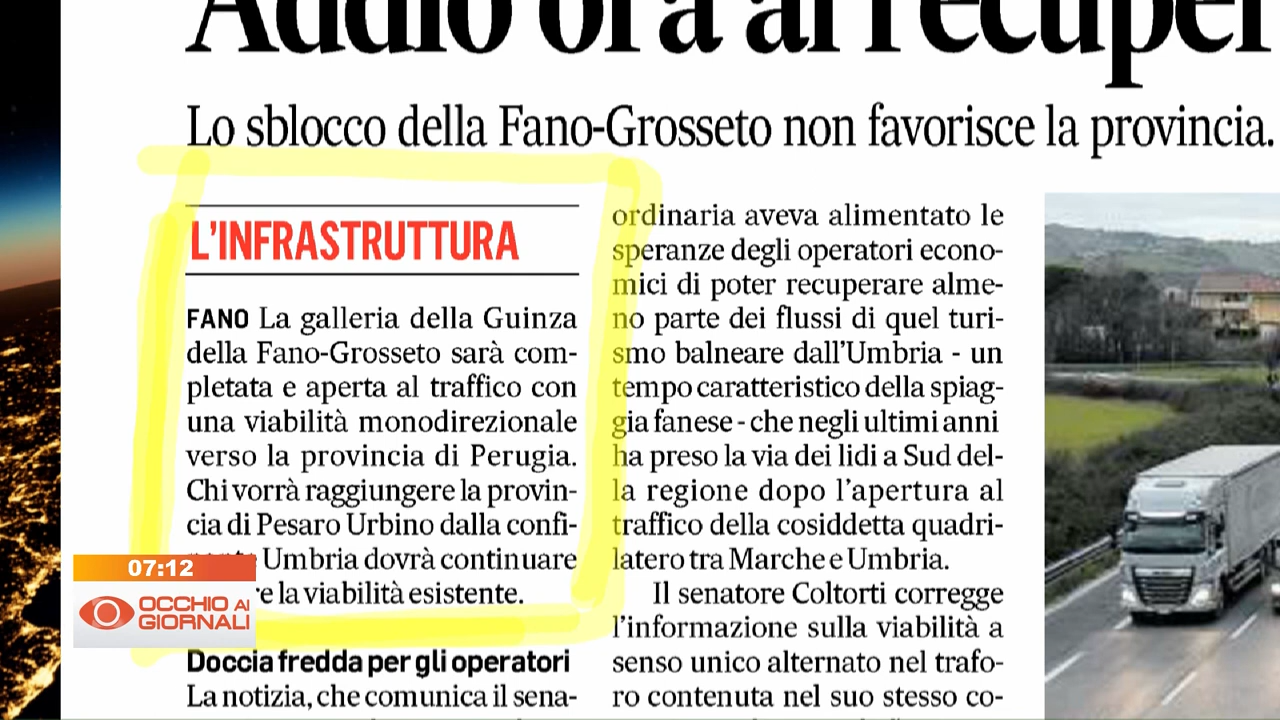 Addio ora al recuper
Lo sblocco della Fano-Grosseto non favorisce la provincia.
L'INFRASTRUTTURA
FANO La galleria della Guinza
della Fano-Grosseto sarà com-
pletata e aperta al traffico con
una viabilità monodirezionale
verso la provincia di Perugia.
Chi vorrà raggiungere la provin-
cia di Pesaro Urbino dalla confi-
Umbria dovrà continuare
re la viabilità esistente.
Doccia fredda per gli operatori
La notizia, che comunica il sena-
ordinaria aveva alimentato le
speranze degli operatori econo-
mici di poter recuperare alme-
no parte dei flussi di quel turi-
smo balneare dall'Umbria - un
tempo caratteristico della spiag-
gia fanese - che negli ultimi anni
ha preso la via dei lidi a Sud del-
la regione dopo l'apertura al
traffico della cosiddetta quadri-
latero tra Marche e Umbria.
Il senatore Coltorti corregge
l'informazione sulla viabilità a
senso unico alternato nel trafo-
ro contenuta nel suo stesso co-
07:12
OCCHIO AI
GIORNALI